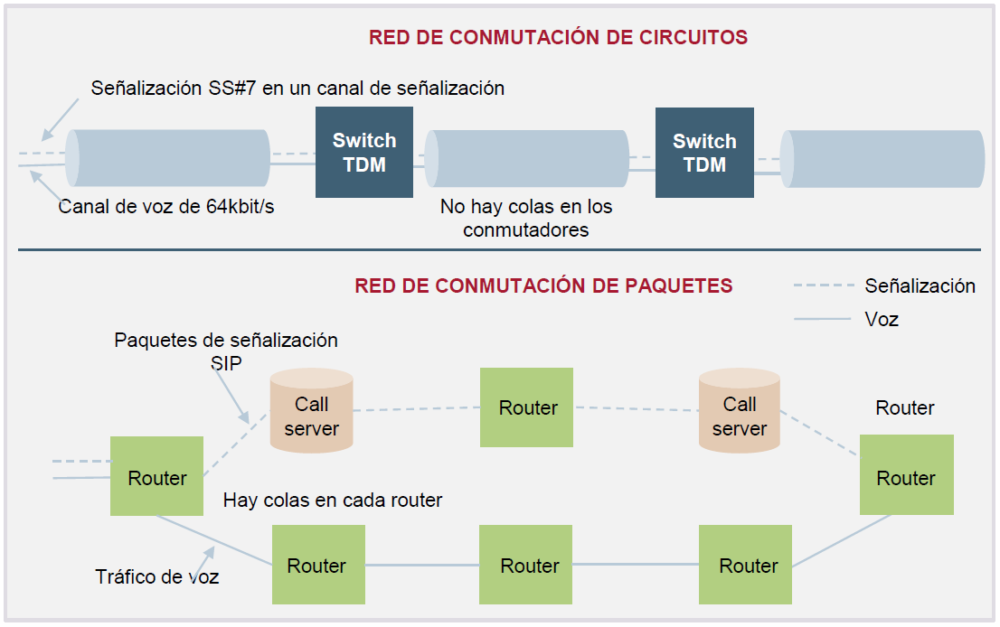 RED DE CONMUTACIÓN DE CIRCUITOS
Señalización SS#7 en un canal de señalización
Switch
TDM
Switch
TDM
Canal de voz de 64kbit/s
No hay colas en los
conmutadores
RED DE CONMUTACIÓN DE PAQUETES
Señalización
Voz
Paquetes de señalización
SIP
Call
server
Router
Call
server
Router
Router
Router
Hay colas en cada router
Router
Router
Router
Tráfico de voz